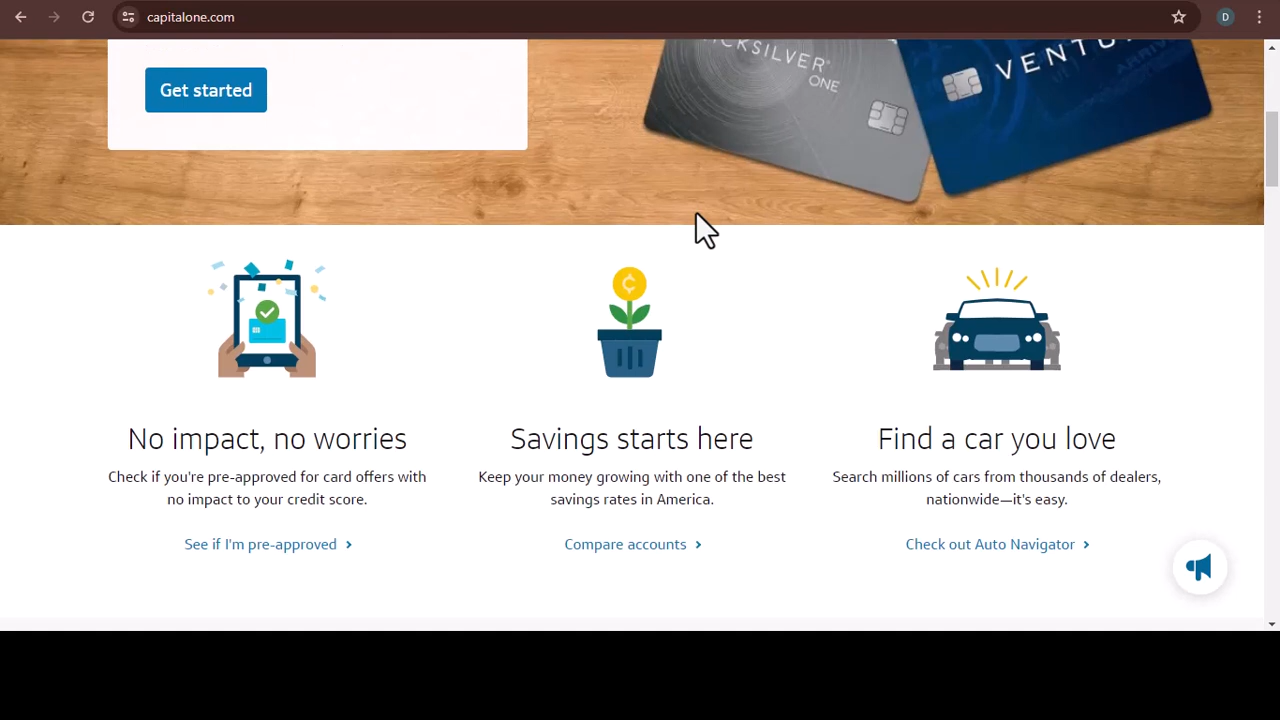 capitalone.com
D
Get started
ONE
No impact, no worries
Check if you're pre-approved for card offers with
no impact to your credit score.
See if I'm pre-approved
Savings starts here
Keep your money growing with one of the best
savings rates in America.
Compare accounts
Find a car you love
Search millions of cars from thousands of dealers,
nationwide—it's easy.
Check out Auto Navigator